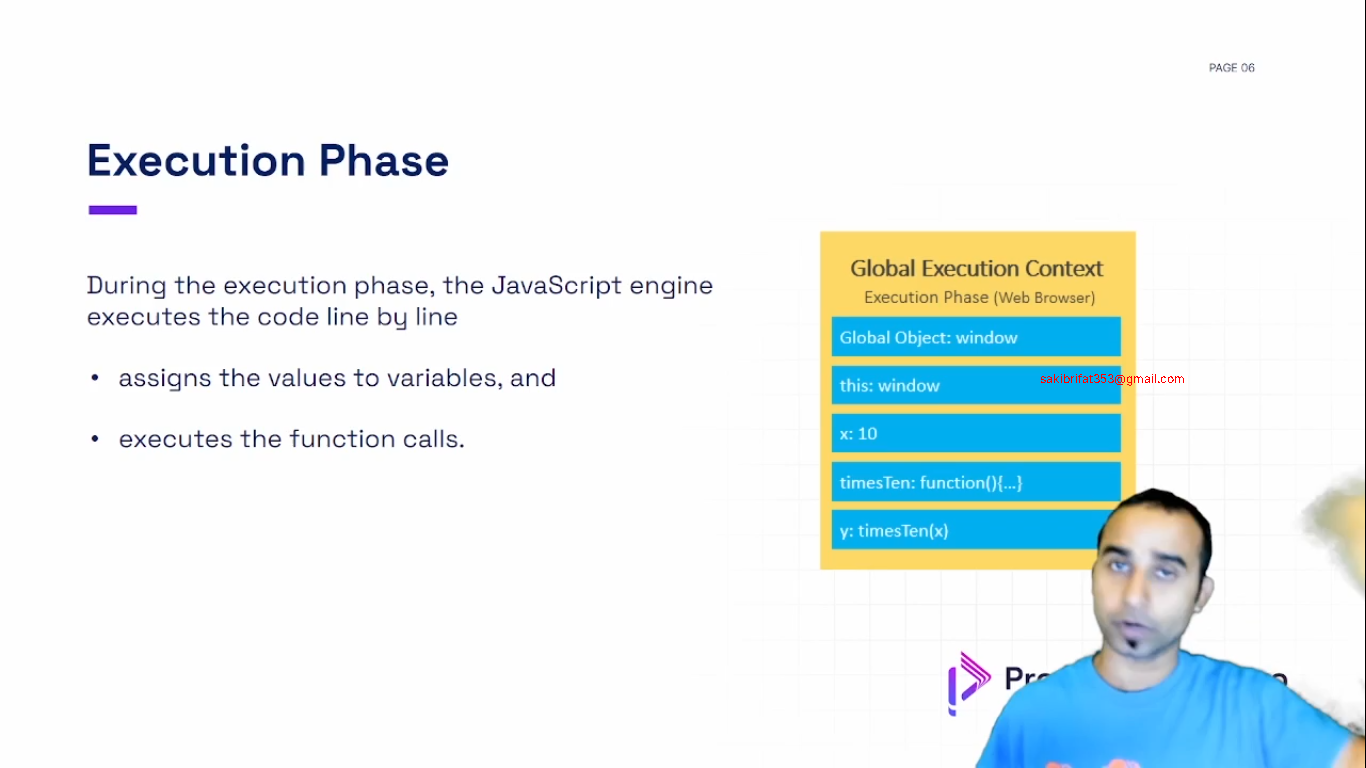 PAGE 06
Execution Phase
During the execution phase, the JavaScript engine
executes the code line by line
• assigns the values to variables, and
• executes the function calls.
Global Execution Context
Execution Phase (Web Browser)
Global Object: window
this: window
sakibrifat353@gmail.com
x: 10
timesTen: function(){...}
y: timesTen(x)